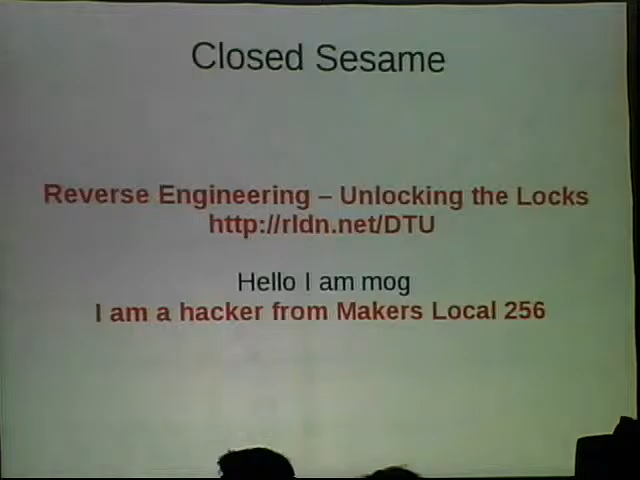 Closed Sesame
Reverse Engineering – Unlocking the Locks
http://rldn.net/DTU
Hello I am mog
I am a hacker from Makers Local 256